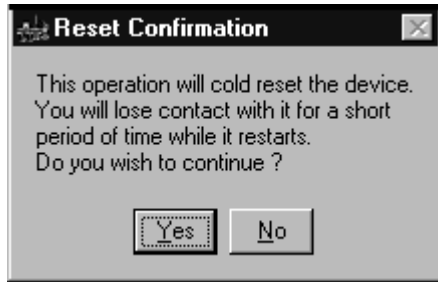 Reset Confirmation
This operation will cold reset the device.
You will lose contact with it for a short
period of time while it restarts.
Do you wish to continue ?
Yes No